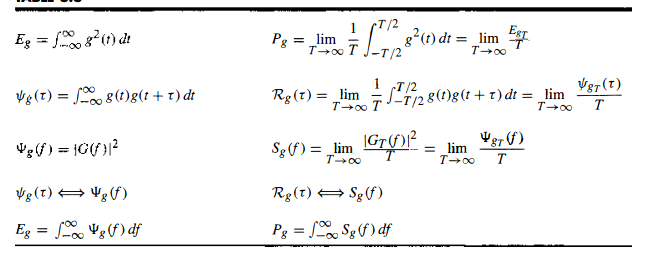 E_g = ∫_{-∞}^{∞} g²(t) dt    P_g = lim_{T→∞} 1/T ∫_{-T/2}^{T/2} g²(t) dt = lim_{T→∞} E_{gT}/T
ψ_g(τ) = ∫_{-∞}^{∞} g(t)g(t + τ) dt    R_g(τ) = lim_{T→∞} 1/T ∫_{-T/2}^{T/2} g(t)g(t + τ) dt = lim_{T→∞} ψ_{gT}(τ)/T
Ψ_g(f) = |G(f)|²    S_g(f) = lim_{T→∞} |G_T(f)|²/T = lim_{T→∞} Ψ_{gT}(f)/T
ψ_g(τ) ⟺ Ψ_g(f)    R_g(τ) ⟺ S_g(f)
E_g = ∫_{-∞}^{∞} Ψ_g(f) df    P_g = ∫_{-∞}^{∞} S_g(f) df